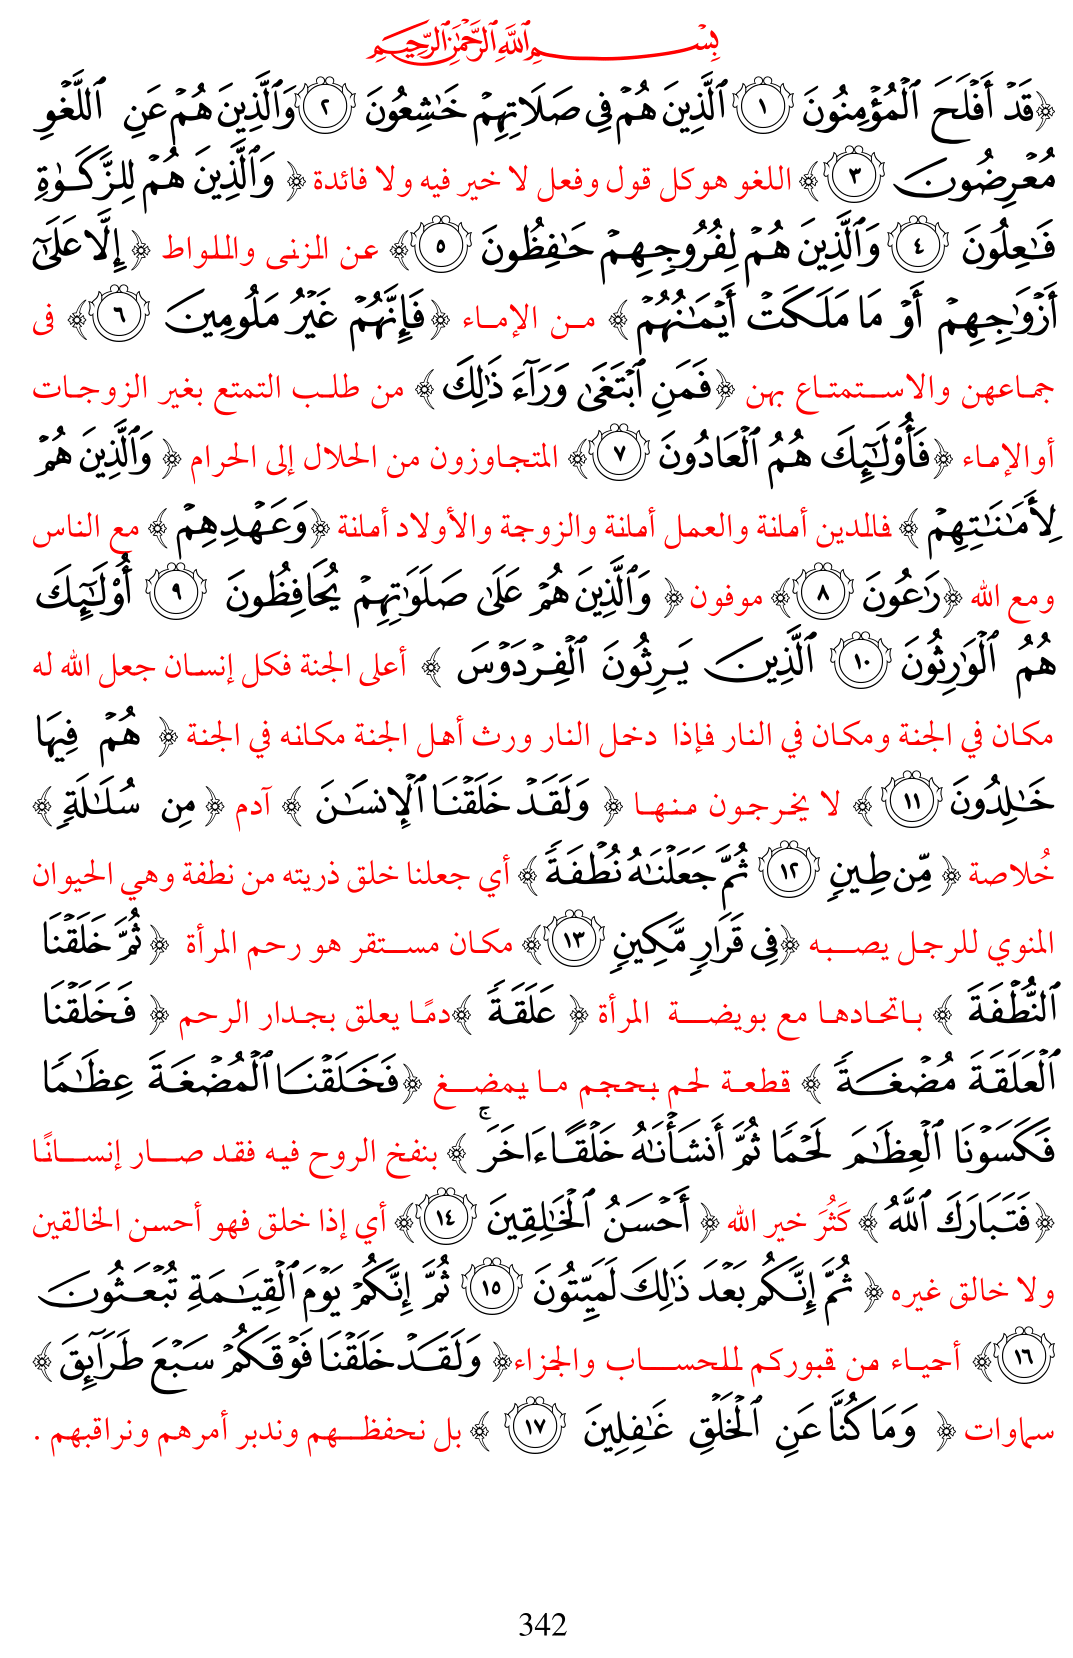 بِسْمِ ٱللَّهِ ٱلرَّحْمَٰنِ ٱلرَّحِيمِ
﴿قَدْ أَفْلَحَ ٱلْمُؤْمِنُونَ ۝١ ٱلَّذِينَ هُمْ فِى صَلَاتِهِمْ خَٰشِعُونَ ۝٢ وَٱلَّذِينَ هُمْ عَنِ ٱللَّغْوِ
مُعْرِضُونَ ۝٣﴾ اللغو هوكل قول وفعل لا خير فيه ولا فائدة ﴿ وَٱلَّذِينَ هُمْ لِلزَّكَوٰةِ
فَٰعِلُونَ ۝٤ وَٱلَّذِينَ هُمْ لِفُرُوجِهِمْ حَٰفِظُونَ ۝٥﴾ عن الزنى واللواط ﴿ إِلَّا عَلَىٰٓ
أَزْوَٰجِهِمْ أَوْ مَا مَلَكَتْ أَيْمَٰنُهُمْ﴾ من الإماء ﴿فَإِنَّهُمْ غَيْرُ مَلُومِينَ ۝٦﴾ فى
جماعهن والاستمتاع بهن ﴿فَمَنِ ٱبْتَغَىٰ وَرَآءَ ذَٰلِكَ﴾ من طلب التمتع بغير الزوجات
أوالإماء ﴿فَأُو۟لَٰٓئِكَ هُمُ ٱلْعَادُونَ ۝٧﴾ المتجاوزون من الحلال إلى الحرام ﴿ وَٱلَّذِينَ هُمْ
لِأَمَٰنَٰتِهِمْ ﴾ فالدين أمانة والعمل أمانة والزوجة والأولاد أمانة ﴿وَعَهْدِهِمْ ﴾ مع الناس
ومع الله ﴿رَٰعُونَ ۝٨﴾ موفون ﴿ وَٱلَّذِينَ هُمْ عَلَىٰ صَلَوَٰتِهِمْ يُحَافِظُونَ ۝٩ أُو۟لَٰٓئِكَ
هُمُ ٱلْوَٰرِثُونَ ۝١٠ ٱلَّذِينَ يَرِثُونَ ٱلْفِرْدَوْسَ ﴾ أعلى الجنة فكل إنسان جعل الله له
مكان في الجنة ومكان في النار فإذا دخل النار ورث أهل الجنة مكانه في الجنة ﴿ هُمْ فِيهَا
خَٰلِدُونَ ۝١١ ﴾ لا يخرجون منها ﴿ وَلَقَدْ خَلَقْنَا ٱلْإِنسَٰنَ ﴾ آدم ﴿ مِن سُلَٰلَةٍ ﴾
خُلاصة ﴿ مِّن طِينٍ ۝١٢ ثُمَّ جَعَلْنَٰهُ نُطْفَةً ﴾ أي جعلنا خلق ذريته من نطفة وهي الحيوان
المنوي للرجل يصبه ﴿فِى قَرَارٍ مَّكِينٍ ۝١٣﴾ مكان مستقر هو رحم المرأة ﴿ ثُمَّ خَلَقْنَا
ٱلنُّطْفَةَ ﴾ باتحادها مع بويضة المرأة ﴿ عَلَقَةً ﴾دمًا يعلق بجدار الرحم ﴿ فَخَلَقْنَا
ٱلْعَلَقَةَ مُضْغَةً ﴾ قطعة لحم بحجم ما يمضغ ﴿فَخَلَقْنَا ٱلْمُضْغَةَ عِظَٰمًا
فَكَسَوْنَا ٱلْعِظَٰمَ لَحْمًا ثُمَّ أَنشَأْنَٰهُ خَلْقًا ءَاخَرَ ۚ ﴾ بنفخ الروح فيه فقد صار إنسانًا
﴿فَتَبَارَكَ ٱللَّهُ ﴾ كَثُرَ خير الله ﴿ أَحْسَنُ ٱلْخَٰلِقِينَ ۝١٤﴾ أي إذا خلق فهو أحسن الخالقين
ولا خالق غيره ﴿ ثُمَّ إِنَّكُم بَعْدَ ذَٰلِكَ لَمَيِّتُونَ ۝١٥ ثُمَّ إِنَّكُمْ يَوْمَ ٱلْقِيَٰمَةِ تُبْعَثُونَ
۝١٦﴾ أحياء من قبوركم للحساب والجزاء﴿ وَلَقَدْ خَلَقْنَا فَوْقَكُمْ سَبْعَ طَرَآئِقَ ﴾
سماوات ﴿ وَمَا كُنَّا عَنِ ٱلْخَلْقِ غَٰفِلِينَ ۝١٧ ﴾ بل نحفظهم وندبر أمرهم ونراقبهم .
342